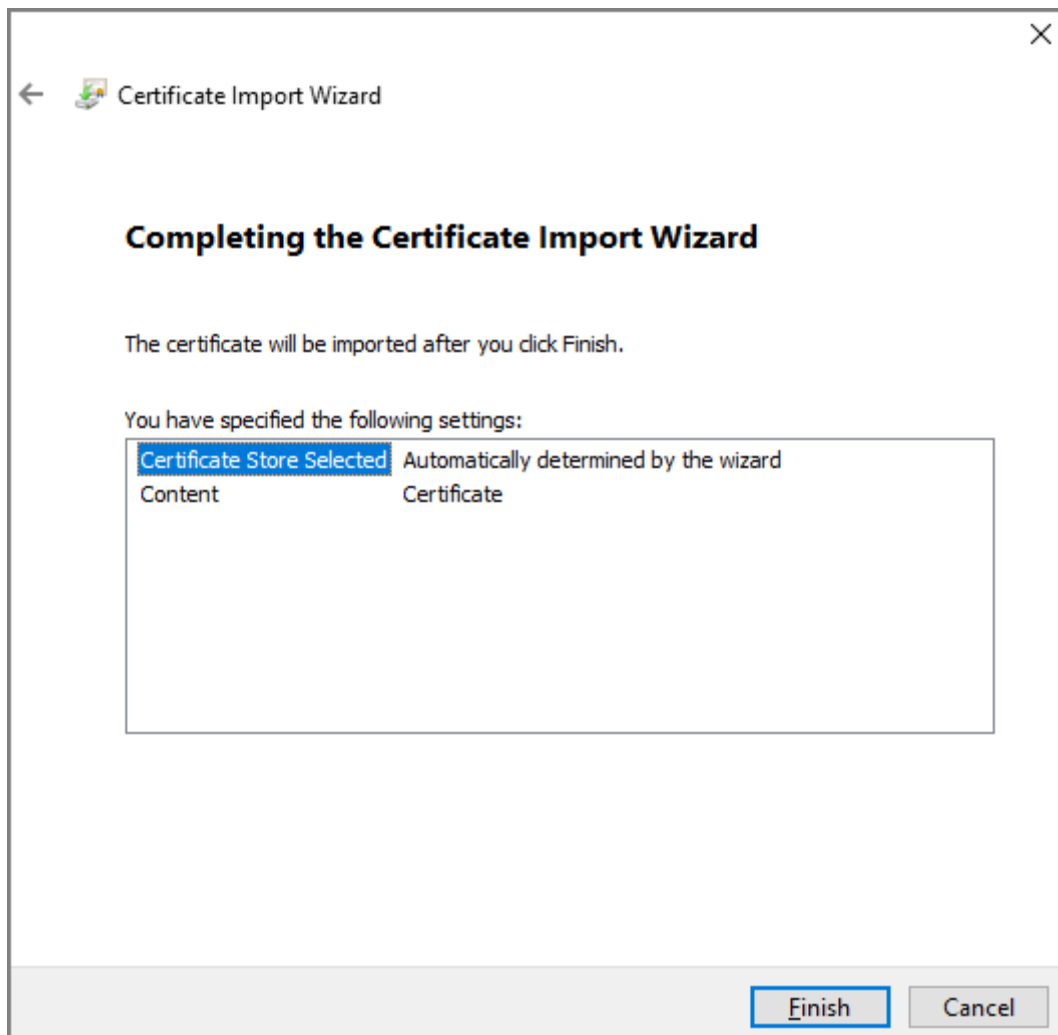 Certificate Import Wizard
Completing the Certificate Import Wizard
The certificate will be imported after you click Finish.
You have specified the following settings:
Certificate Store Selected Automatically determined by the wizard
Content Certificate
Finish Cancel